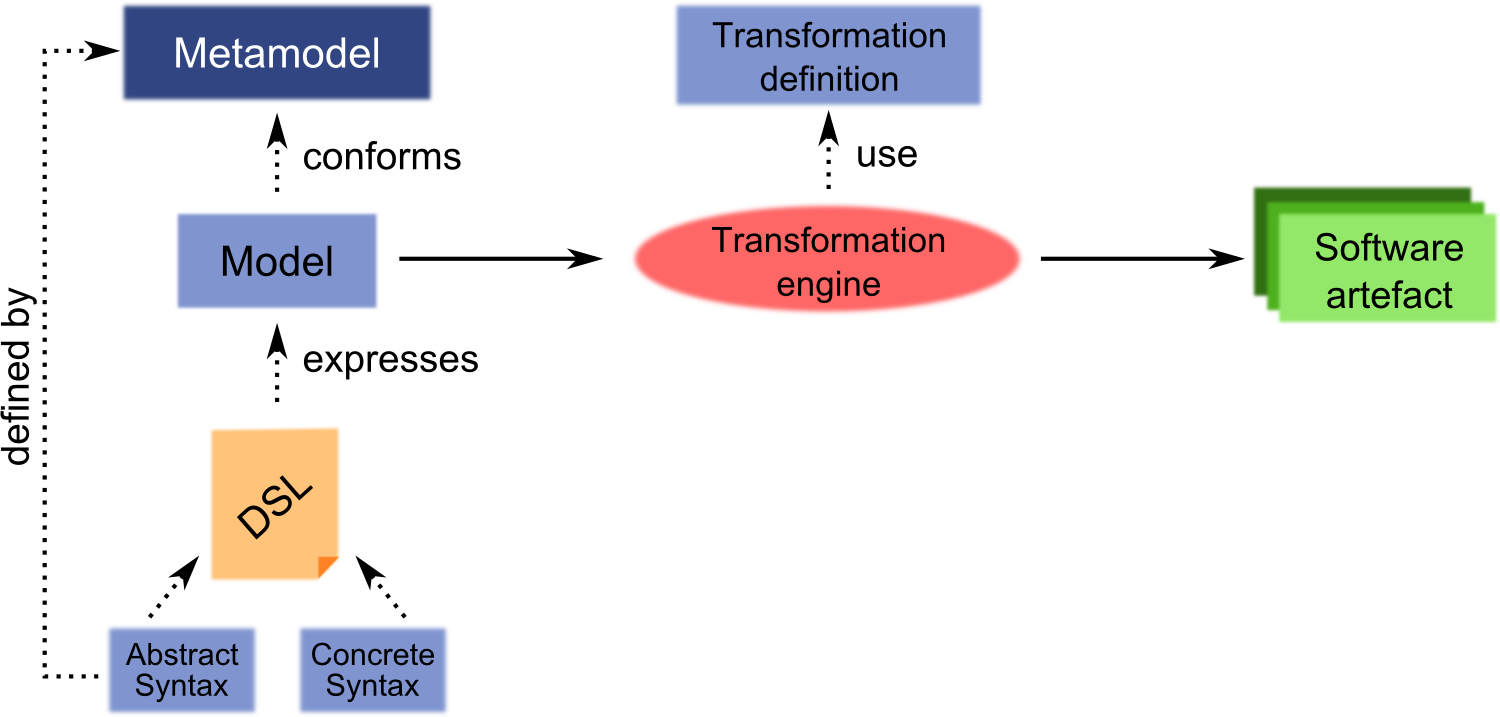 Metamodel
Transformation
definition
conforms
use
Model
Transformation
engine
Software
artefact
defined by
expresses
DSL
Abstract
Syntax
Concrete
Syntax